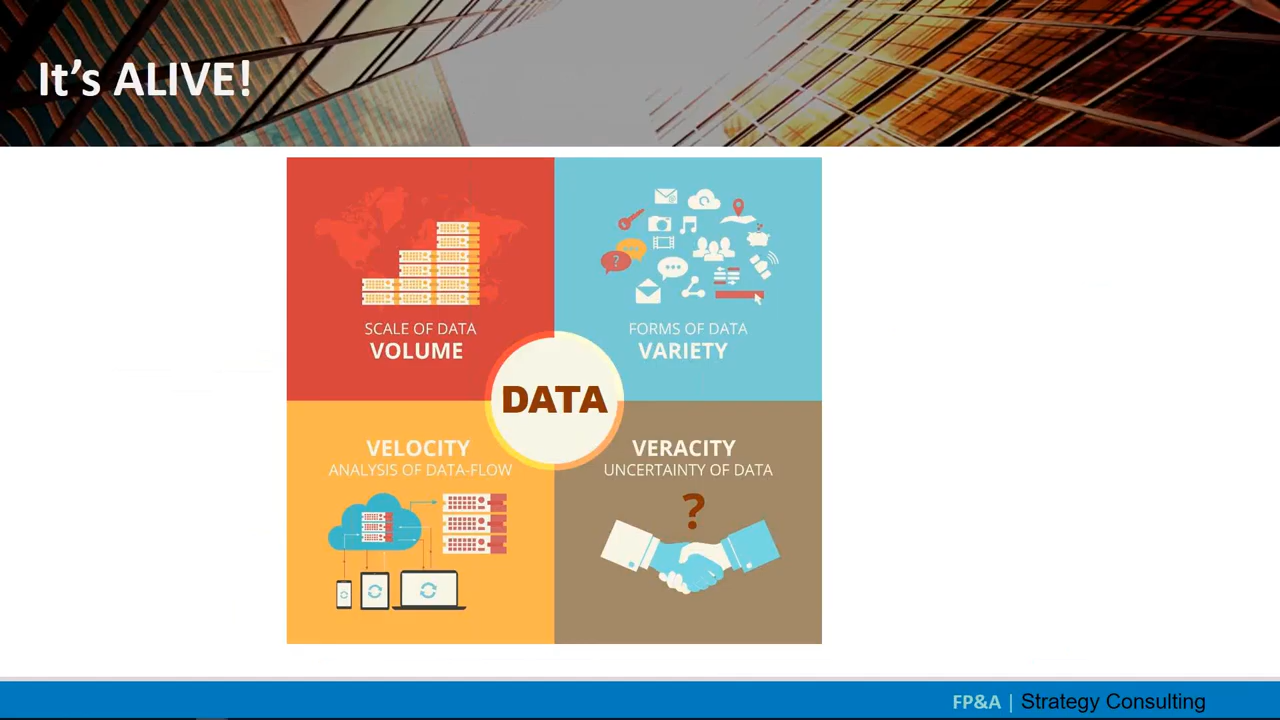 It's ALIVE!
SCALE OF DATA
VOLUME
FORMS OF DATA
VARIETY
DATA
VELOCITY
ANALYSIS OF DATA-FLOW
VERACITY
UNCERTAINTY OF DATA
?
?
FP&A | Strategy Consulting